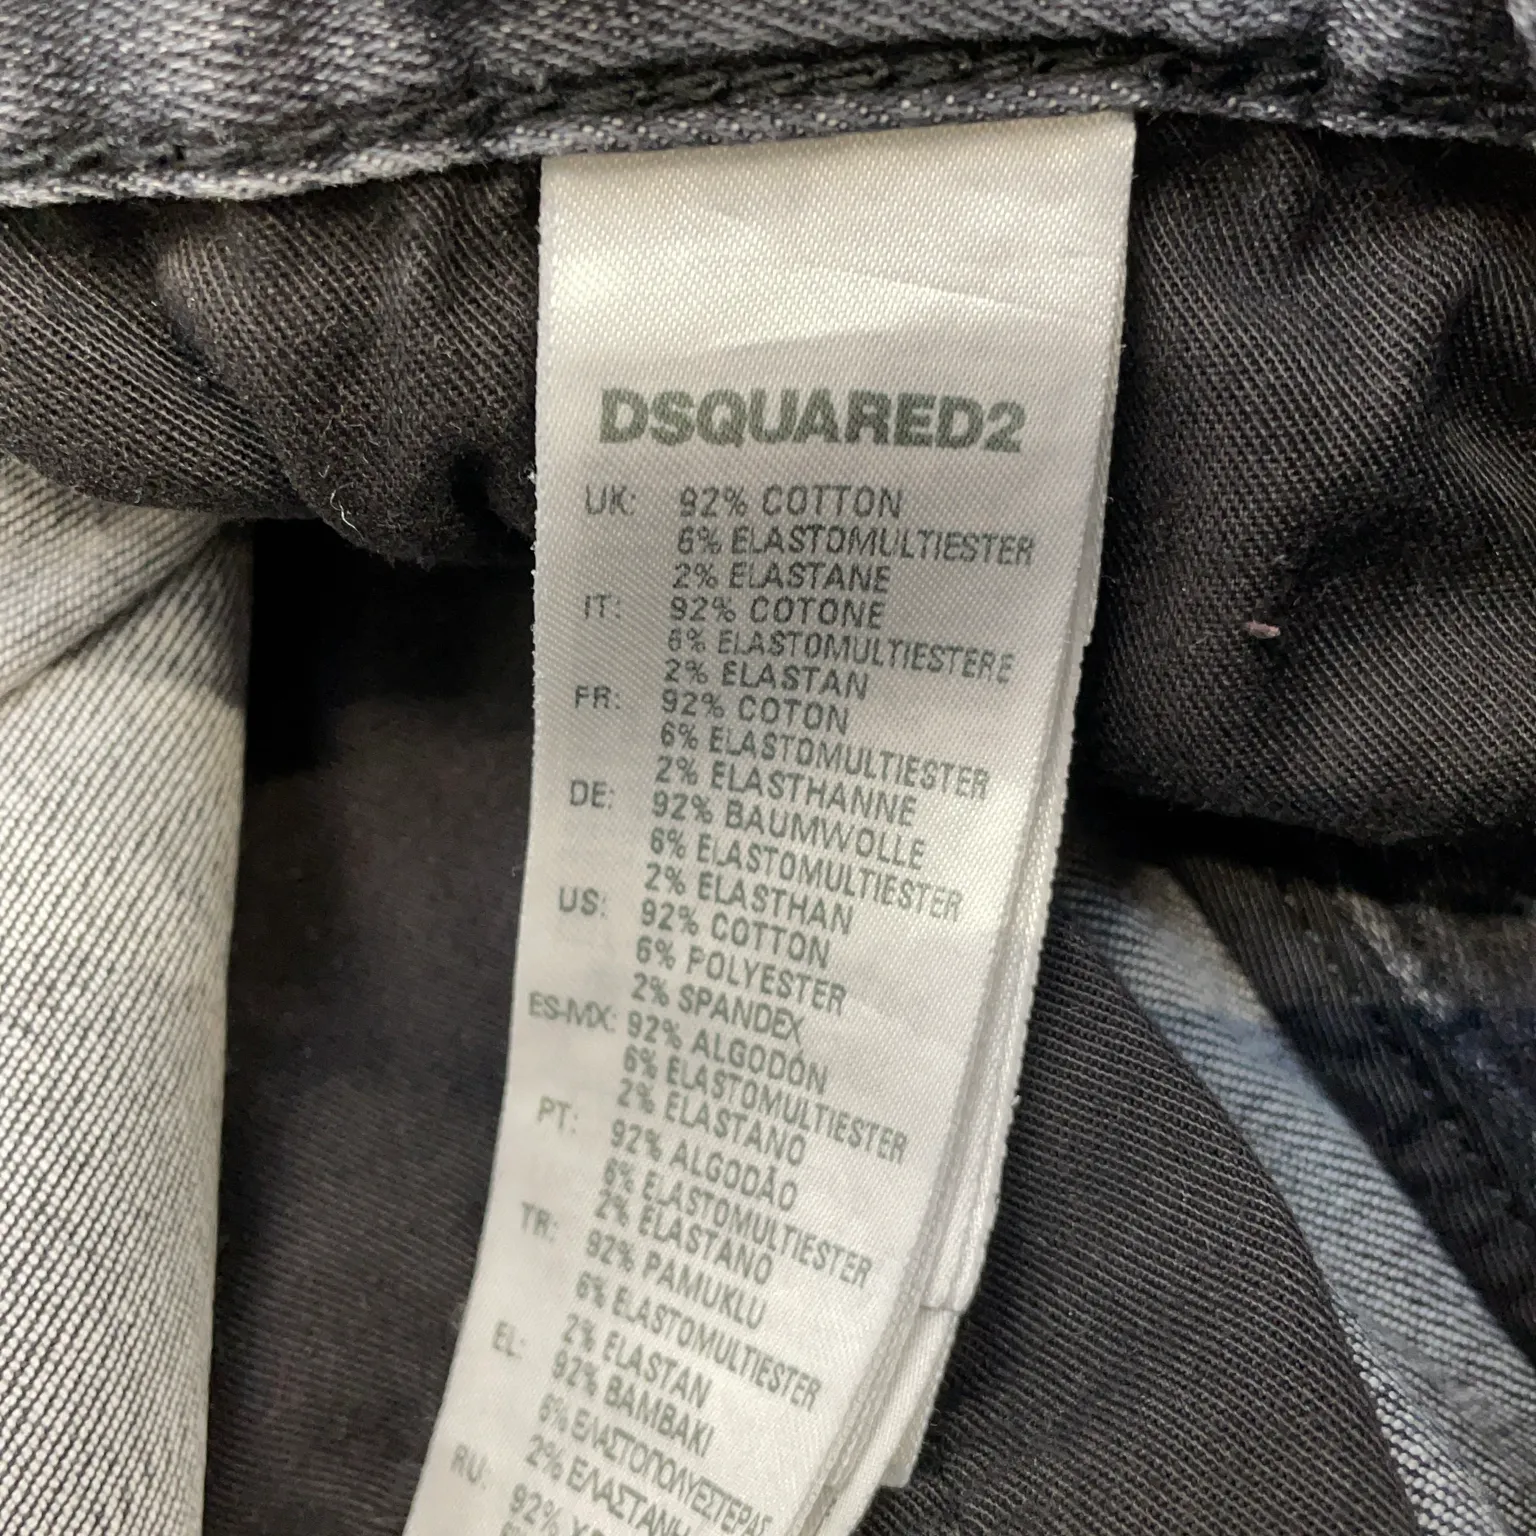 DSQUARED2
UK: 92% COTTON
6% ELASTOMULTIESTER
2% ELASTANE
IT: 92% COTONE
6% ELASTOMULTIESTERE
2% ELASTAN
FR: 92% COTON
6% ELASTOMULTIESTER
2% ELASTHANNE
DE: 92% BAUMWOLLE
6% ELASTOMULTIESTER
2% ELASTHAN
US: 92% COTTON
6% POLYESTER
2% SPANDEX
ES-MX: 92% ALGODÓN
6% ELASTOMULTIESTER
2% ELASTANO
PT: 92% ALGODÃO
6% ELASTOMULTIESTER
2% ELASTANO
TR: 92% PAMUKLU
6% ELASTOMULTIESTER
2% ELASTAN
EL: 92% ΒΑΜΒΑΚΙ
6% ΕΛΑΣΤΟΠΟΛΥΕΣΤΕΡΑΣ
2% ΕΛΑΣΤΑΝΗ
RU: 92%